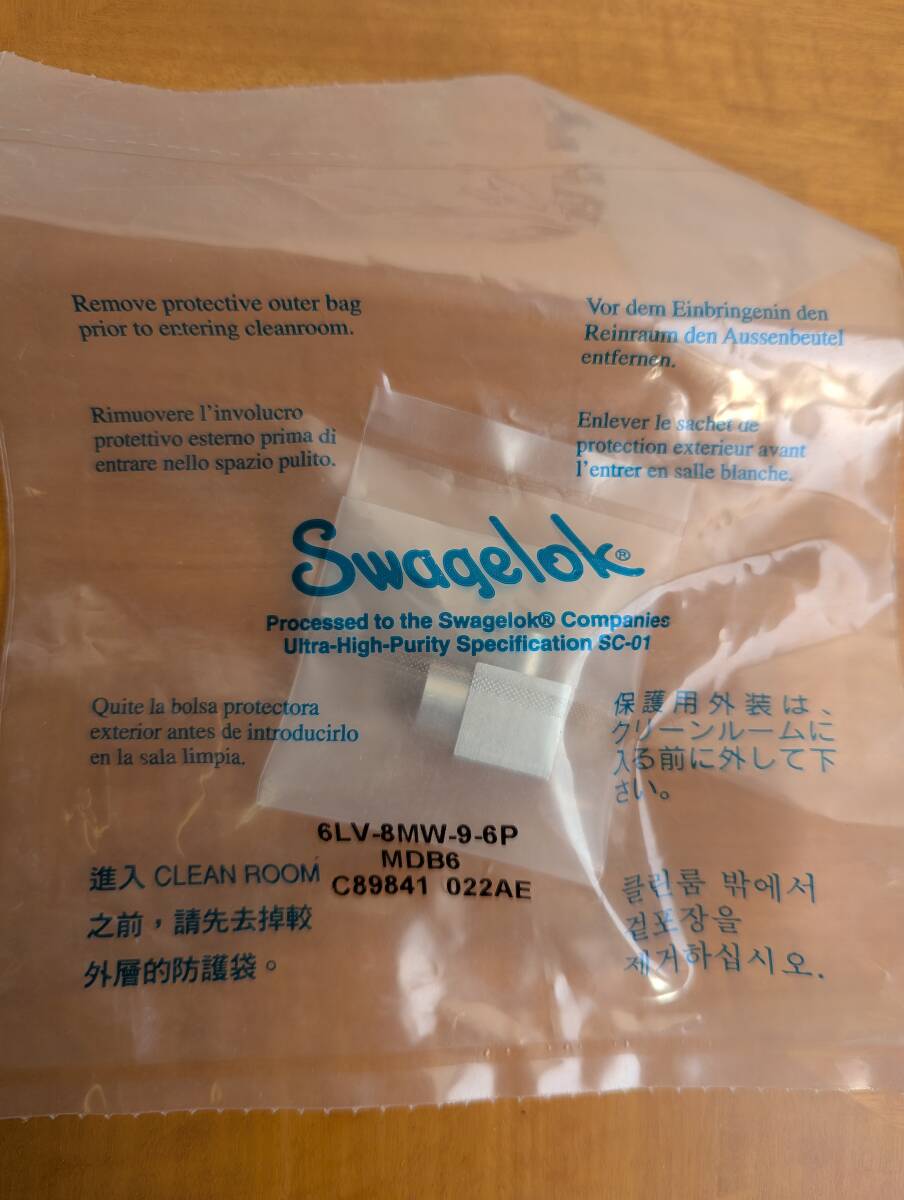 Remove protective outer bag
prior to entering cleanroom.
Vor dem Einbringenin den
Reinraum den Aussenbeutel
entfernen.
Rimuovere l'involucro
protettivo esterno prima di
entrare nello spazio pulito.
Enlever le sachet de
protection exterieur avant
l'entrer en salle blanche.
Swagelok®
Processed to the Swagelok® Companies
Ultra-High-Purity Specification SC-01
Quite la bolsa protectora
exterior antes de introducirlo
en la sala limpia.
保護用外装は、
クリーンルームに
入る前に外して下
さい。
6LV-8MW-9-6P
MDB6
C89841 022AE
進入 CLEAN ROOM
之前，請先去掉較
外層的防護袋。
클린룸 밖에서
겉포장을
제거하십시오.